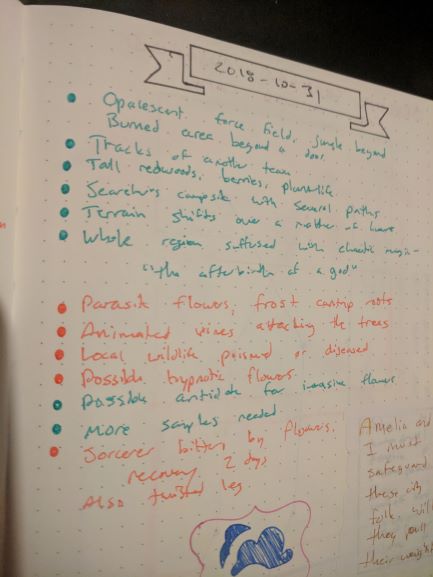 2018-10-31
Opalescent force field, jungle beyond
Burned area beyond a door
Tracks of another team
Tall redwoods, berries, plantlife
Searching campsite with several paths
Terrain shifts over a matter of hours
Whole region suffused with chaotic magic -
"the afterbirth of a god"
Parasite flowers, frost cantrip roots
Animated vines attacking the trees
Local wildlife poisoned or diseased
Possible hypnotic flowers
Possible antidote for invasive flowers
More samples needed
Sorcerer bitten by flowers.
recovery 2 days
Also twisted leg
Amelia and
I must
safeguard
these city
folk will
they pull
their weight